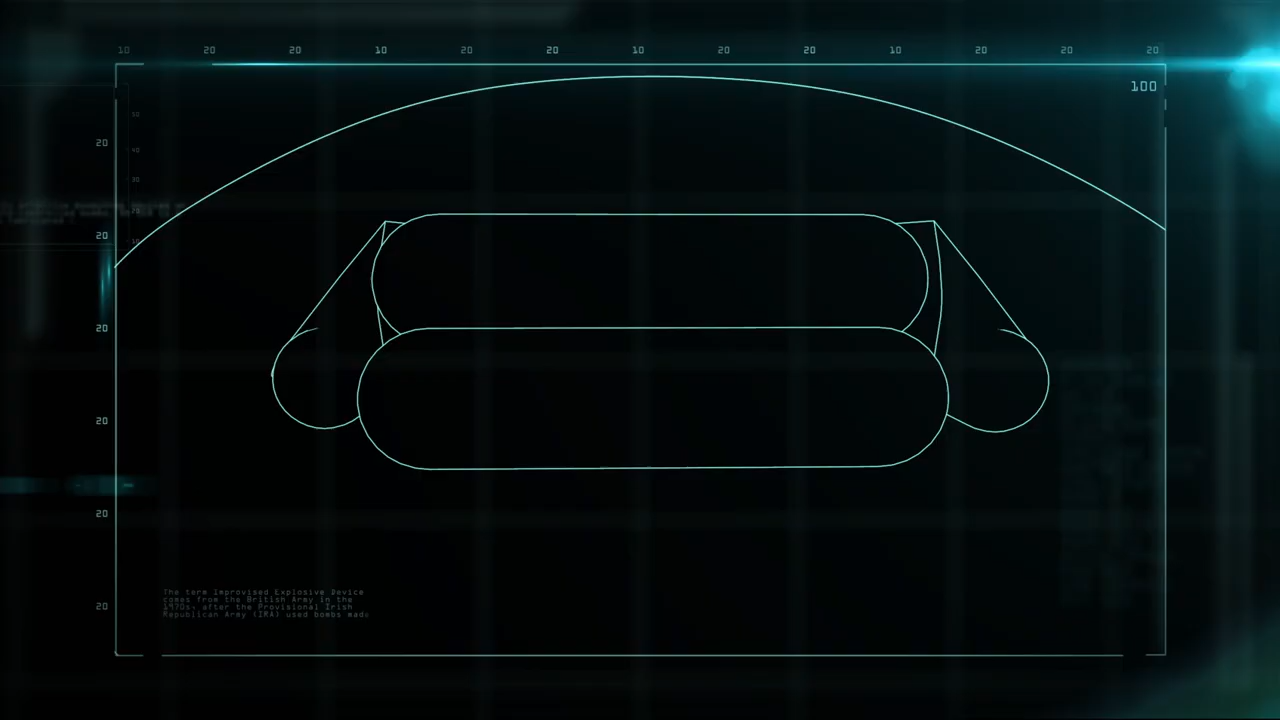 10 20 20 10 20 20 10 20 20 10 20 20 20
100
20
20
20
20
20
20
The term Improvised Explosive Device
comes from the British Army in the
1970s, after the Provisional Irish
Republican Army (IRA) used bombs made